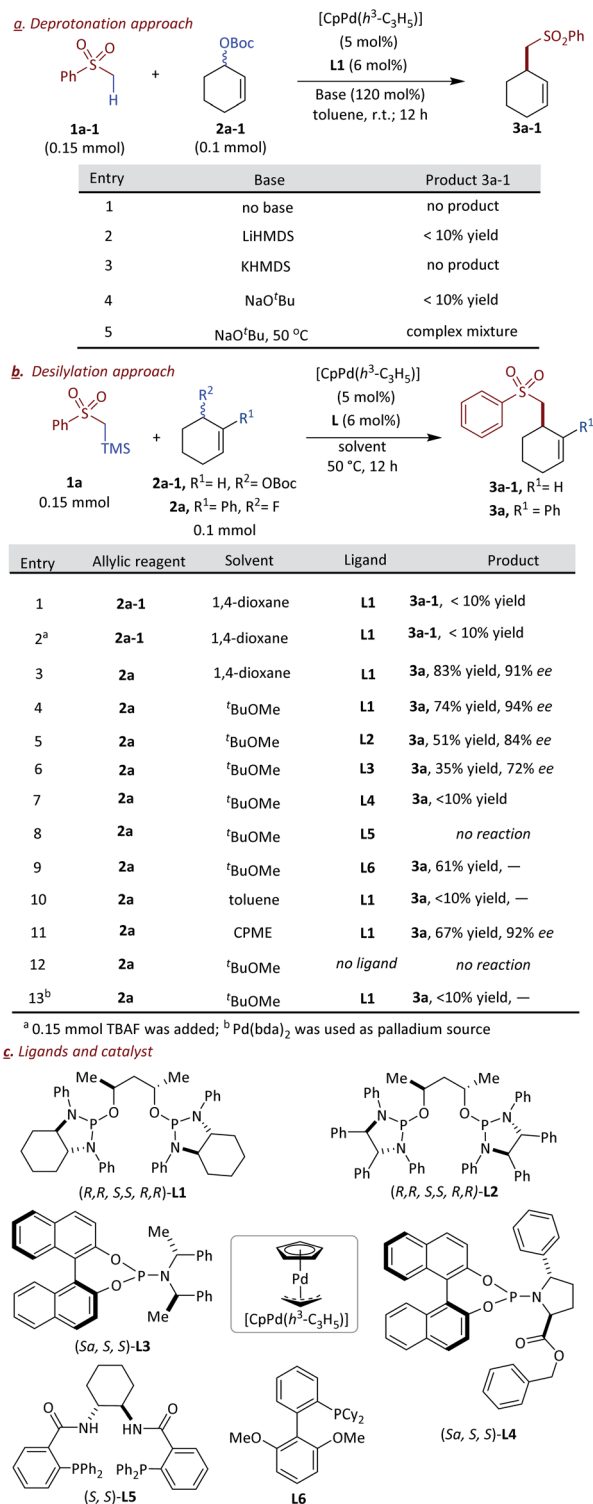 a. Deprotonation approach
[CpPd(h³-C₃H₅)]
(5 mol%)
L1 (6 mol%)
Base (120 mol%)
toluene, r.t.; 12 h
O O
S
Ph
H
1a-1
(0.15 mmol)
+
OBoc
2a-1
(0.1 mmol)
SO₂Ph
3a-1
Entry Base Product 3a-1
1 no base no product
2 LiHMDS < 10% yield
3 KHMDS no product
4 NaOᵗBu < 10% yield
5 NaOᵗBu, 50 °C complex mixture
b. Desilylation approach
[CpPd(h³-C₃H₅)]
(5 mol%)
L (6 mol%)
solvent
50 °C, 12 h
O O
S
Ph
TMS
1a
0.15 mmol
+
R²
R¹
2a-1, R¹= H, R²= OBoc
2a, R¹= Ph, R²= F
0.1 mmol
O
S O
R¹
3a-1, R¹= H
3a, R¹ = Ph
Entry Allylic reagent Solvent Ligand Product
1 2a-1 1,4-dioxane L1 3a-1, < 10% yield
2ᵃ 2a-1 1,4-dioxane L1 3a-1, < 10% yield
3 2a 1,4-dioxane L1 3a, 83% yield, 91% ee
4 2a ᵗBuOMe L1 3a, 74% yield, 94% ee
5 2a ᵗBuOMe L2 3a, 51% yield, 84% ee
6 2a ᵗBuOMe L3 3a, 35% yield, 72% ee
7 2a ᵗBuOMe L4 3a, <10% yield
8 2a ᵗBuOMe L5 no reaction
9 2a ᵗBuOMe L6 3a, 61% yield, —
10 2a toluene L1 3a, <10% yield, —
11 2a CPME L1 3a, 67% yield, 92% ee
12 2a ᵗBuOMe no ligand no reaction
13ᵇ 2a ᵗBuOMe L1 3a, <10% yield, —
ᵃ 0.15 mmol TBAF was added; ᵇ Pd(bda)₂ was used as palladium source
c. Ligands and catalyst
Me Me
Ph O O Ph
N P P N
N N
Ph Ph
(R,R, S,S, R,R)-L1
Me Me
Ph O O Ph
N P P N
Ph N N Ph
Ph Ph Ph Ph
(R,R, S,S, R,R)-L2
Me
O Ph
P N
O Ph
Me
(Sa, S, S)-L3
Pd
[CpPd(h³-C₃H₅)]
O
P N
O
O
O
(Sa, S, S)-L4
O O
NH HN
PPh₂ Ph₂P
(S, S)-L5
PCy₂
MeO OMe
L6